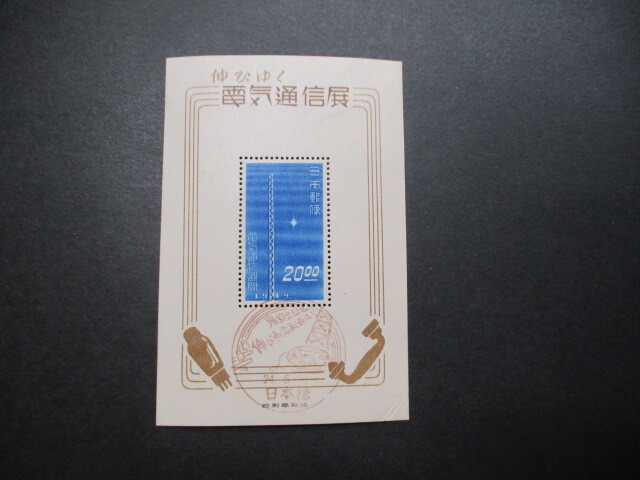 伸びゆく
電気通信展
日本郵便
電気通信週間
20.00
1949
日本橋
印刷廳製造